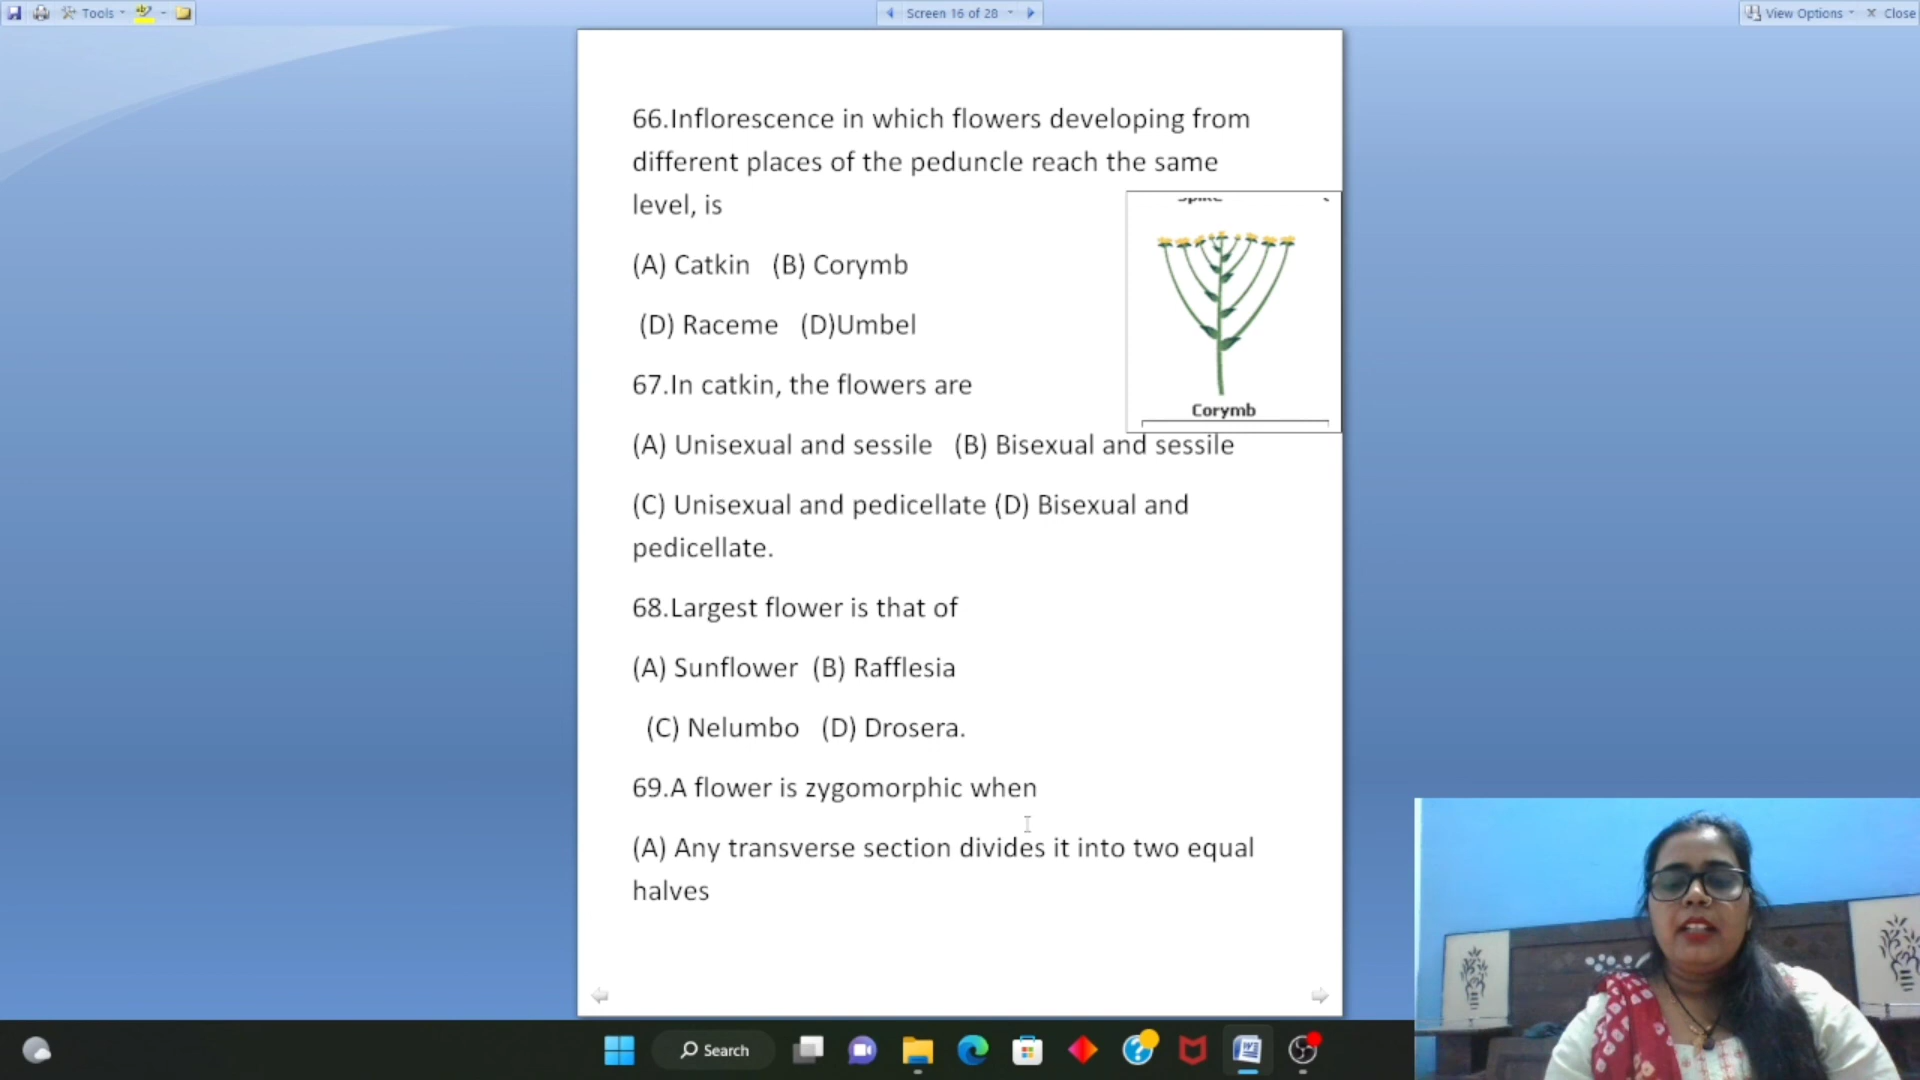 Tools
Screen 16 of 28
View Options
Close
66.Inflorescence in which flowers developing from
different places of the peduncle reach the same
level, is
(A) Catkin (B) Corymb
(D) Raceme (D)Umbel
Corymb
67.In catkin, the flowers are
(A) Unisexual and sessile (B) Bisexual and sessile
(C) Unisexual and pedicellate (D) Bisexual and
pedicellate.
68.Largest flower is that of
(A) Sunflower (B) Rafflesia
(C) Nelumbo (D) Drosera.
69.A flower is zygomorphic when
(A) Any transverse section divides it into two equal
halves
Search